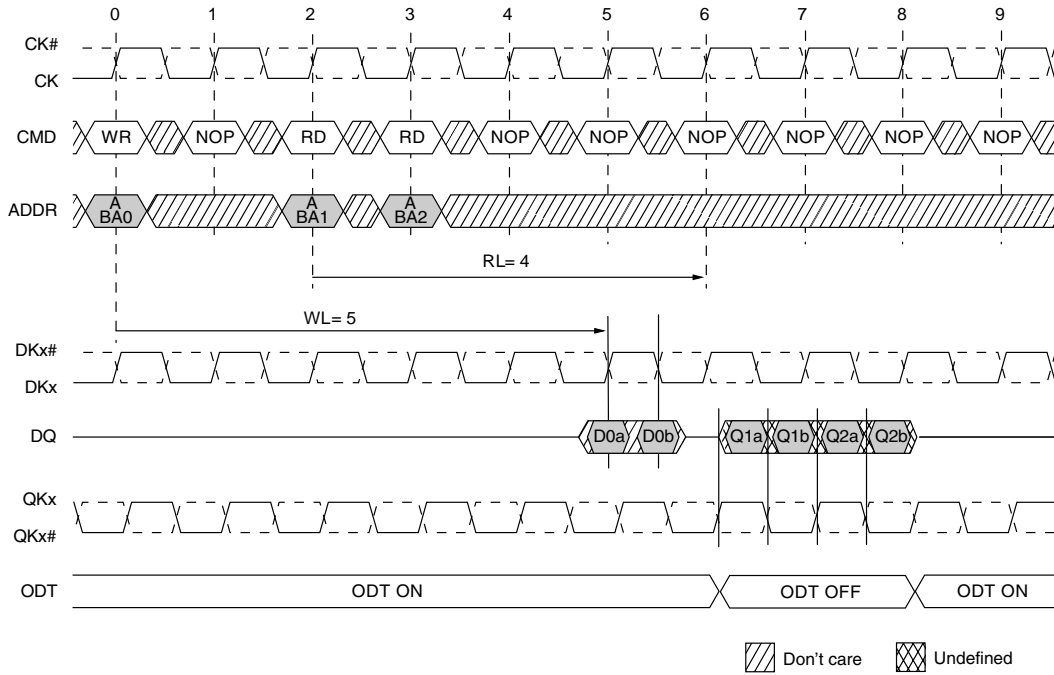 0 1 2 3 4 5 6 7 8 9
CK#
CK
CMD WR NOP RD RD NOP NOP NOP NOP NOP NOP
ADDR A BA0 A BA1 A BA2
RL= 4
WL= 5
DKx#
DKx
DQ D0a D0b Q1a Q1b Q2a Q2b
QKx
QKx#
ODT ODT ON ODT OFF ODT ON
Don't care Undefined